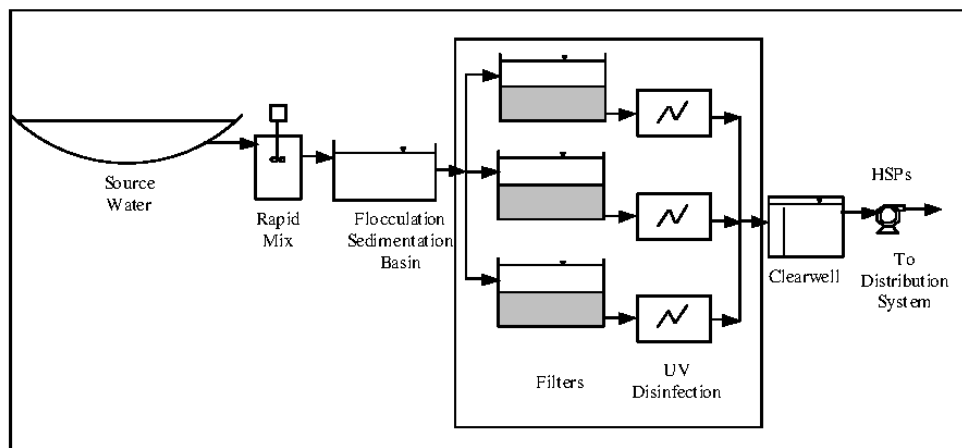 Source
Water
Rapid
Mix
Flocculation
Sedimentation
Basin
Filters
UV
Disinfection
Clearwell
HSPs
To
Distribution
System